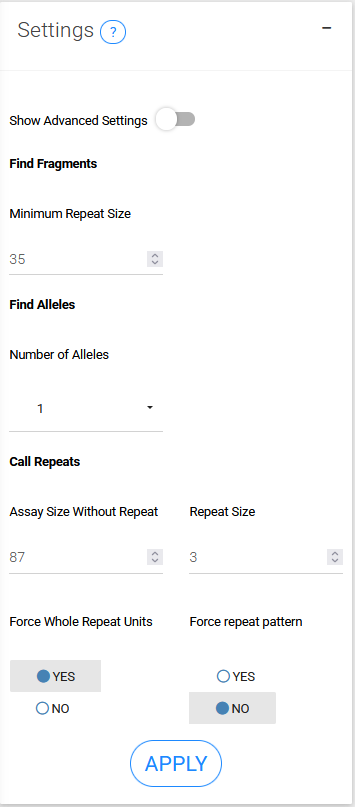 Settings ? −
Show Advanced Settings
Find Fragments
Minimum Repeat Size
35
Find Alleles
Number of Alleles
1
Call Repeats
Assay Size Without Repeat Repeat Size
87 3
Force Whole Repeat Units Force repeat pattern
YES YES
NO NO
APPLY